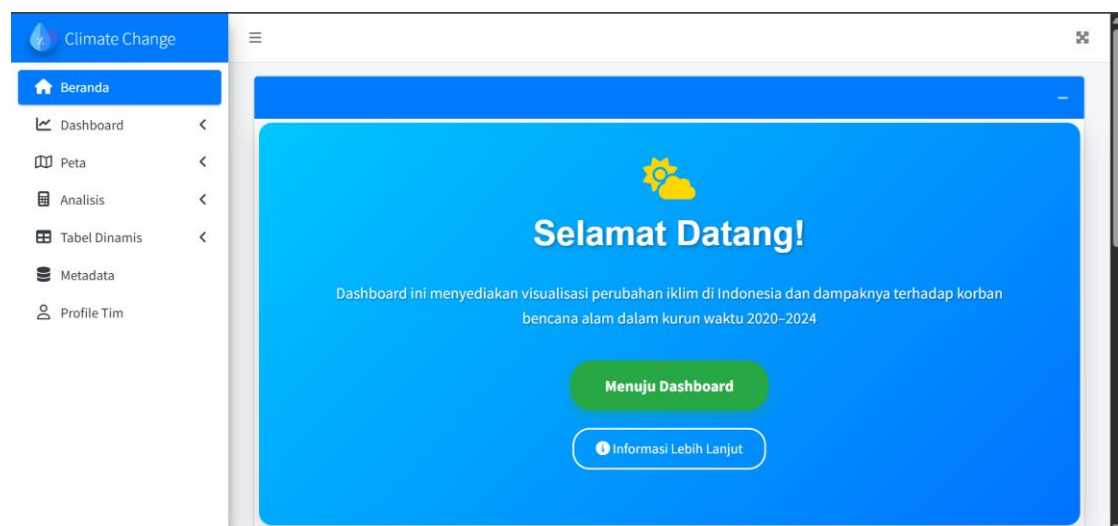 Climate Change
Beranda
Dashboard
Peta
Analisis
Tabel Dinamis
Metadata
Profile Tim
Selamat Datang!
Dashboard ini menyediakan visualisasi perubahan iklim di Indonesia dan dampaknya terhadap korban
bencana alam dalam kurun waktu 2020–2024
Menuju Dashboard
Informasi Lebih Lanjut